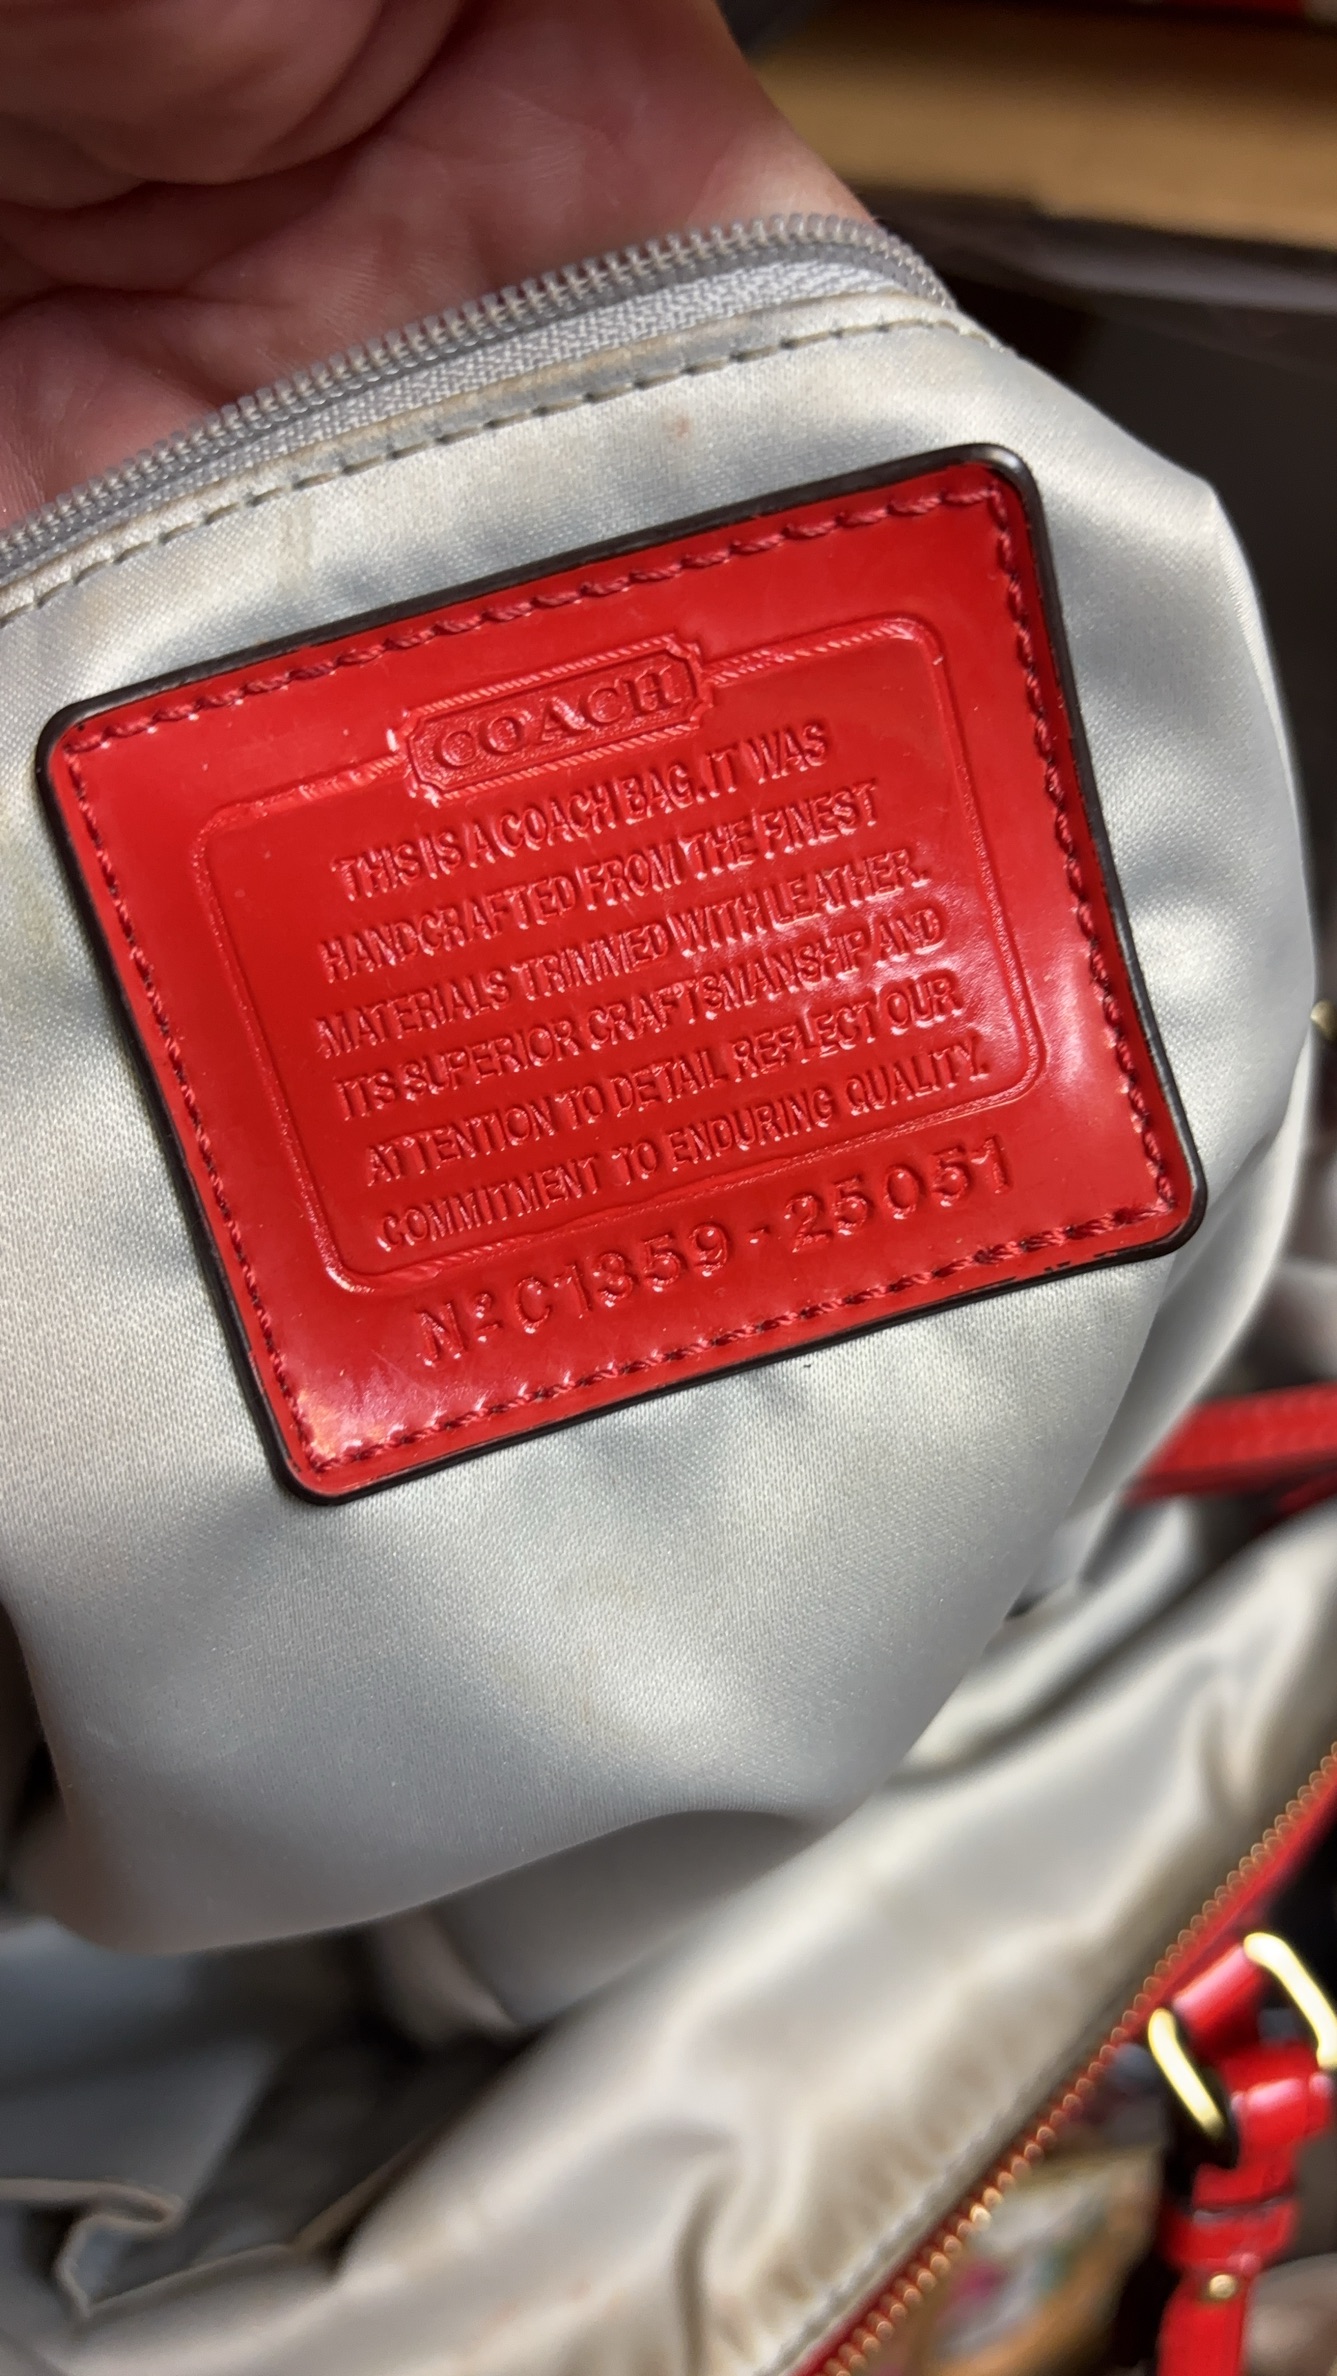 COACH
THIS IS A COACH BAG. IT WAS
HANDCRAFTED FROM THE FINEST
MATERIALS TRIMMED WITH LEATHER.
ITS SUPERIOR CRAFTSMANSHIP AND
ATTENTION TO DETAIL REFLECT OUR
COMMITMENT TO ENDURING QUALITY.
Nº C1359-25051